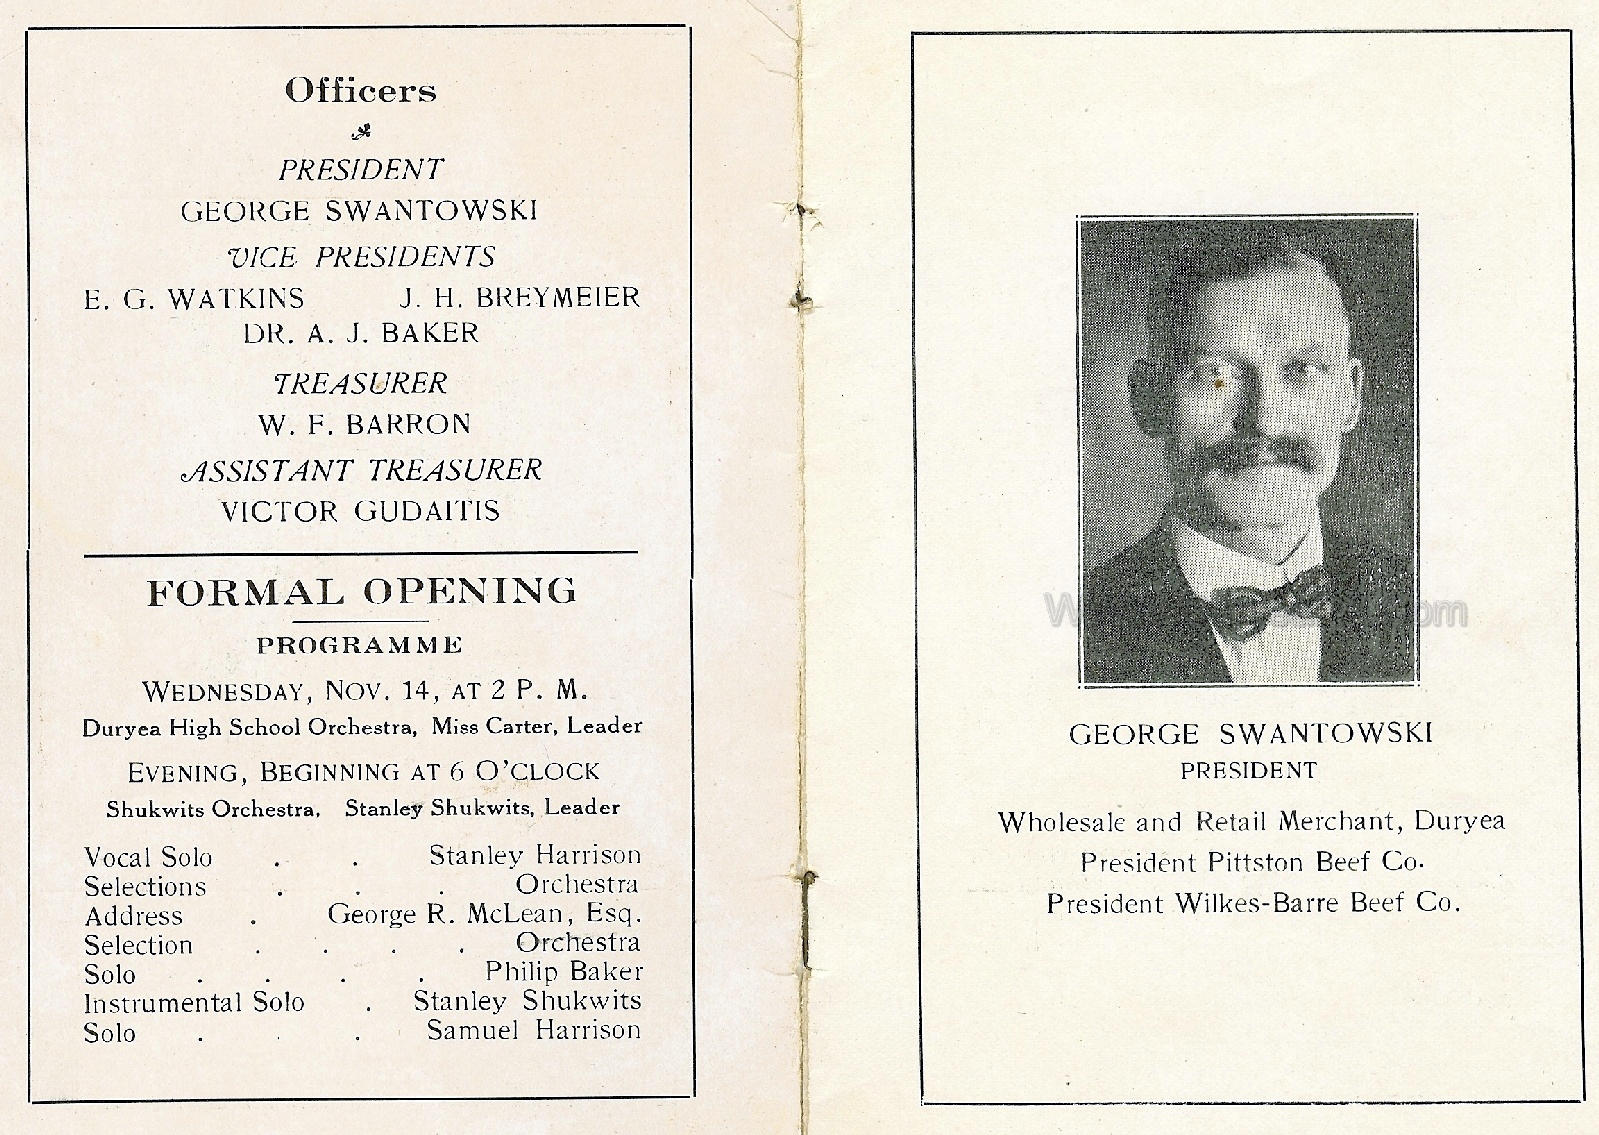 Officers
PRESIDENT
GEORGE SWANTOWSKI
VICE PRESIDENTS
E. G. WATKINS J. H. BREYMEIER
DR. A. J. BAKER
TREASURER
W. F. BARRON
ASSISTANT TREASURER
VICTOR GUDAITIS
FORMAL OPENING
PROGRAMME
WEDNESDAY, NOV. 14, AT 2 P. M.
Duryea High School Orchestra, Miss Carter, Leader
EVENING, BEGINNING AT 6 O'CLOCK
Shukwits Orchestra, Stanley Shukwits, Leader
Vocal Solo . . Stanley Harrison
Selections . . . Orchestra
Address . George R. McLean, Esq.
Selection . . . . Orchestra
Solo . . . . Philip Baker
Instrumental Solo . Stanley Shukwits
Solo . . . Samuel Harrison
GEORGE SWANTOWSKI
PRESIDENT
Wholesale and Retail Merchant, Duryea
President Pittston Beef Co.
President Wilkes-Barre Beef Co.